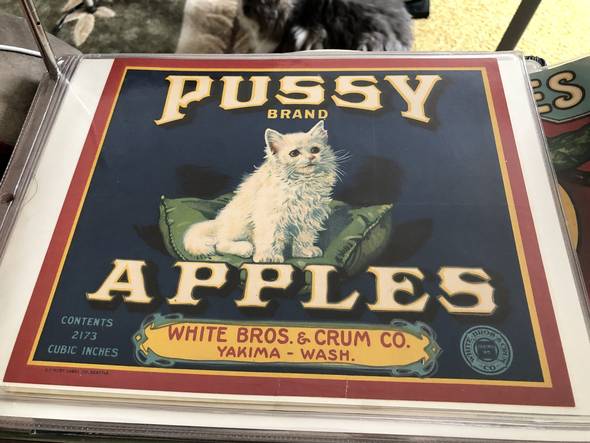 PUSSY
BRAND
APPLES
CONTENTS
2173
CUBIC INCHES
WHITE BROS. & CRUM CO.
YAKIMA - WASH.
ES